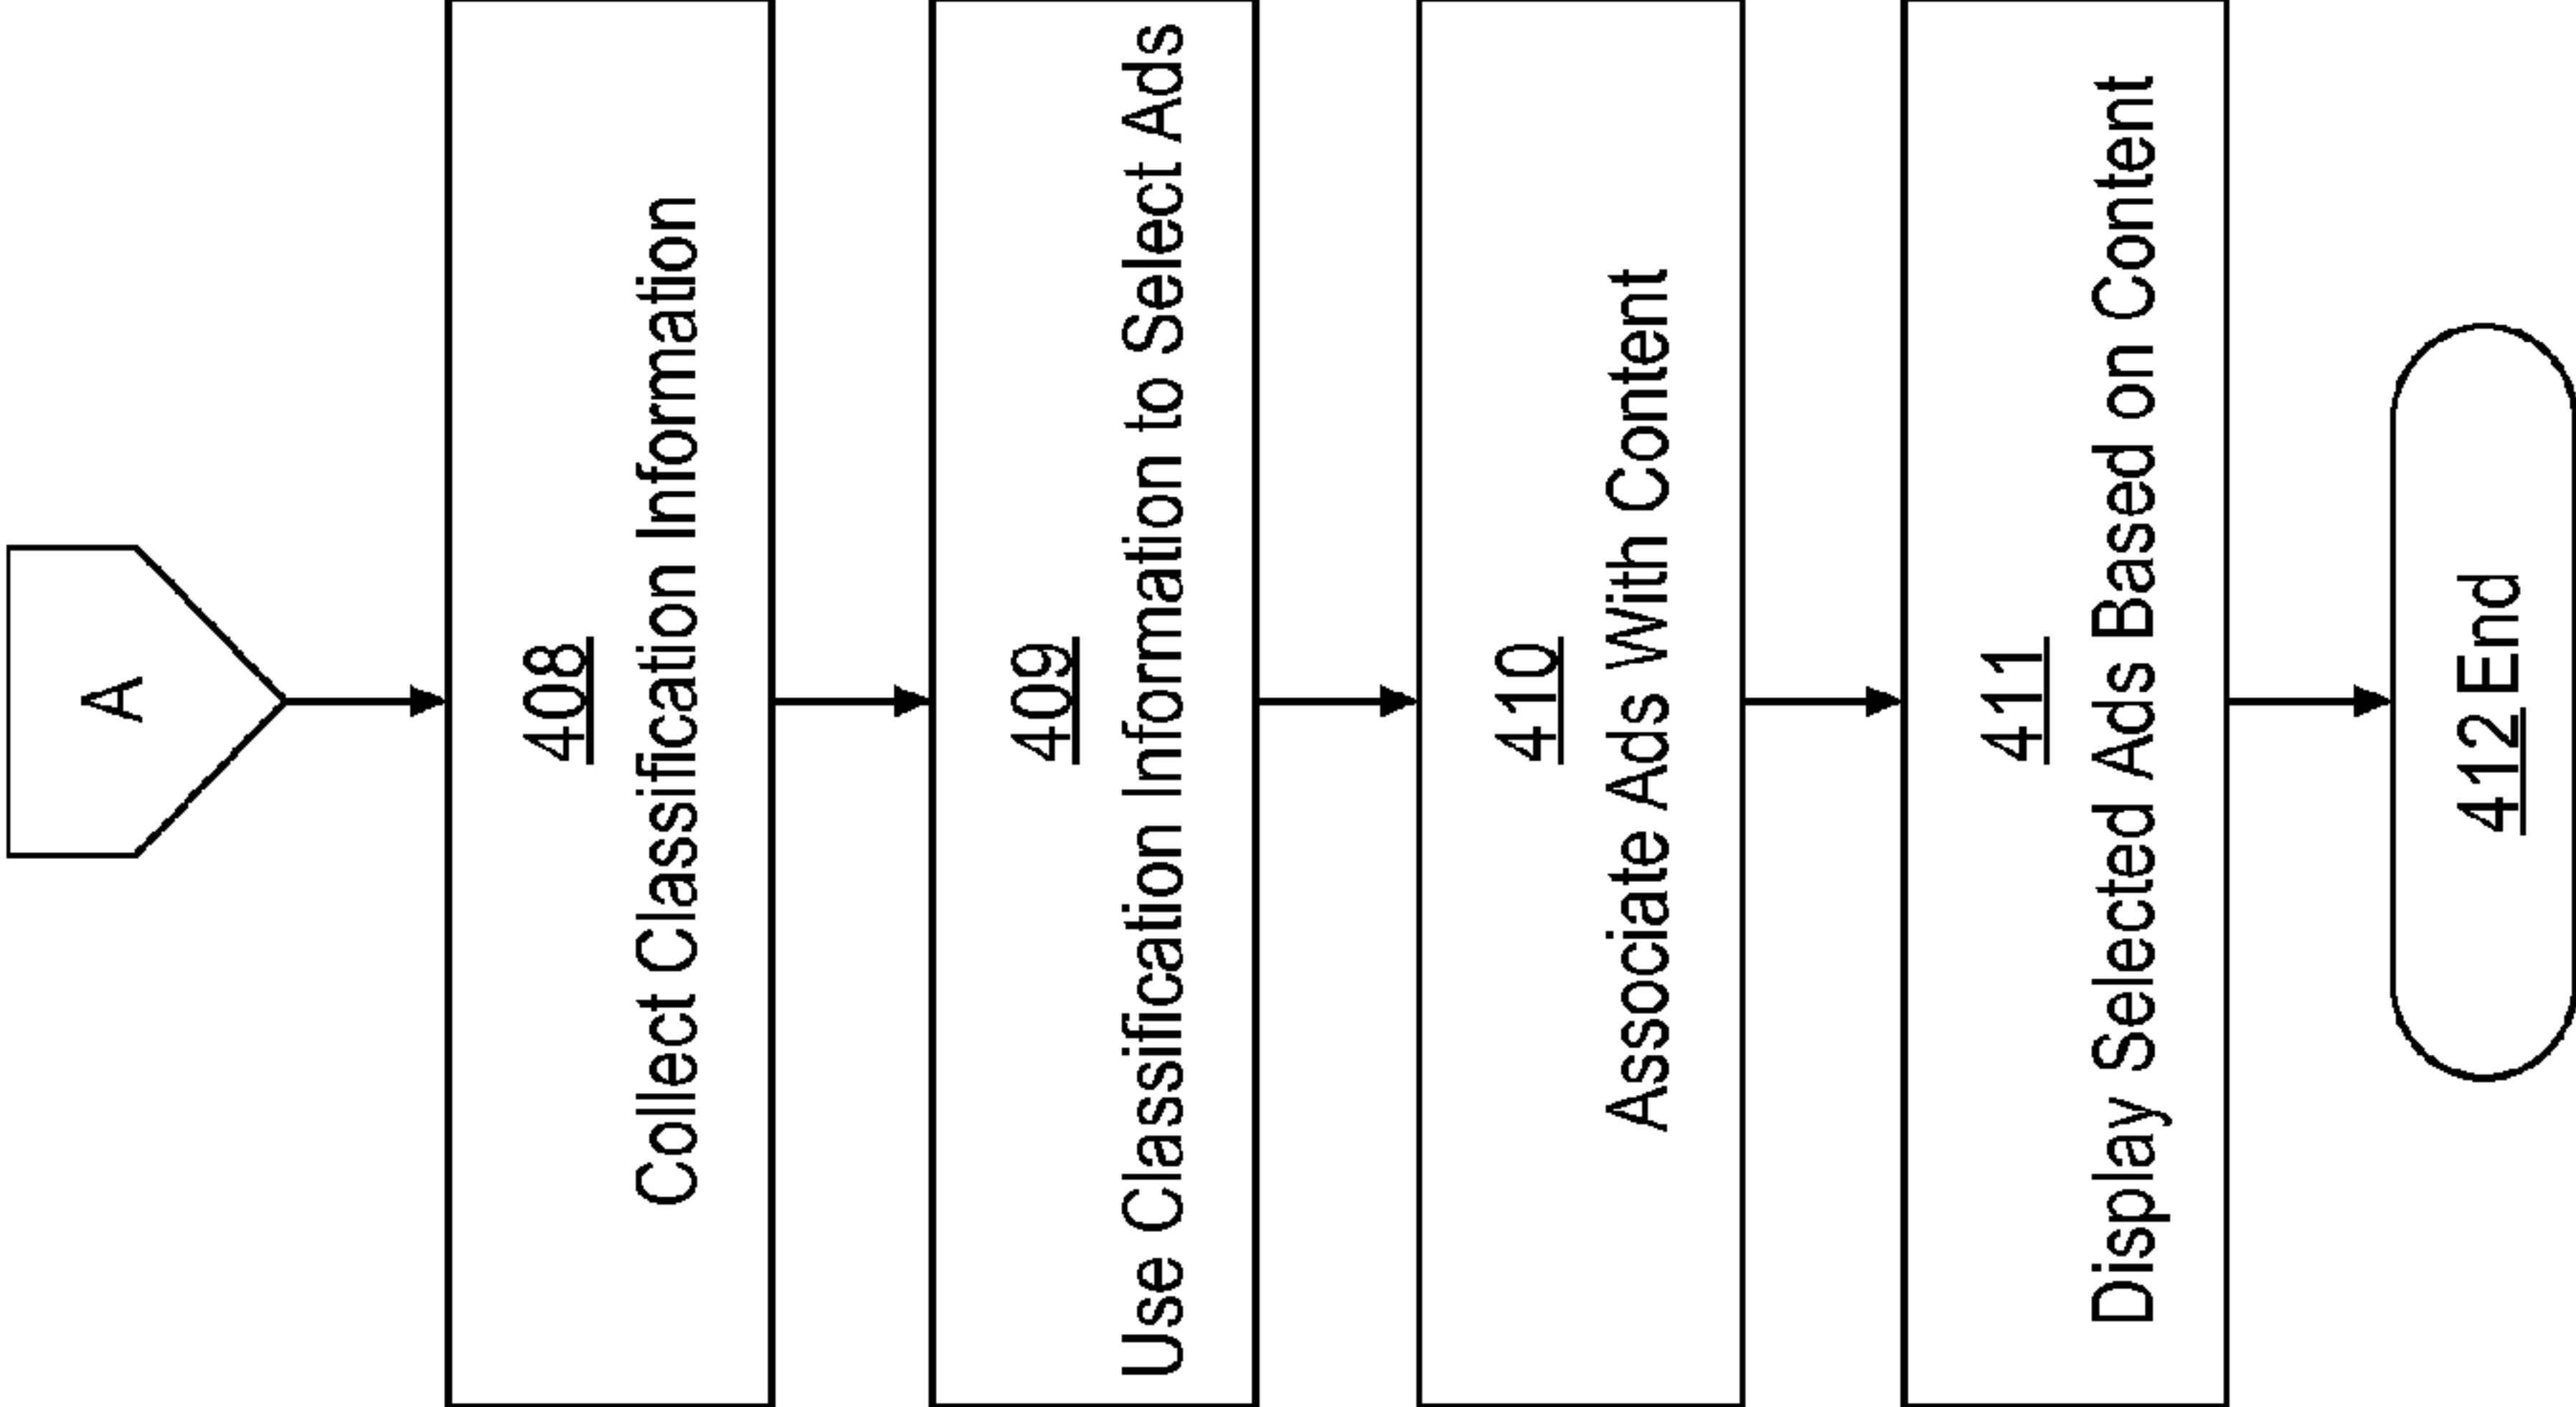 A
408
Collect Classification Information
409
Use Classification Information to Select Ads
410
Associate Ads With Content
411
Display Selected Ads Based on Content
412 End